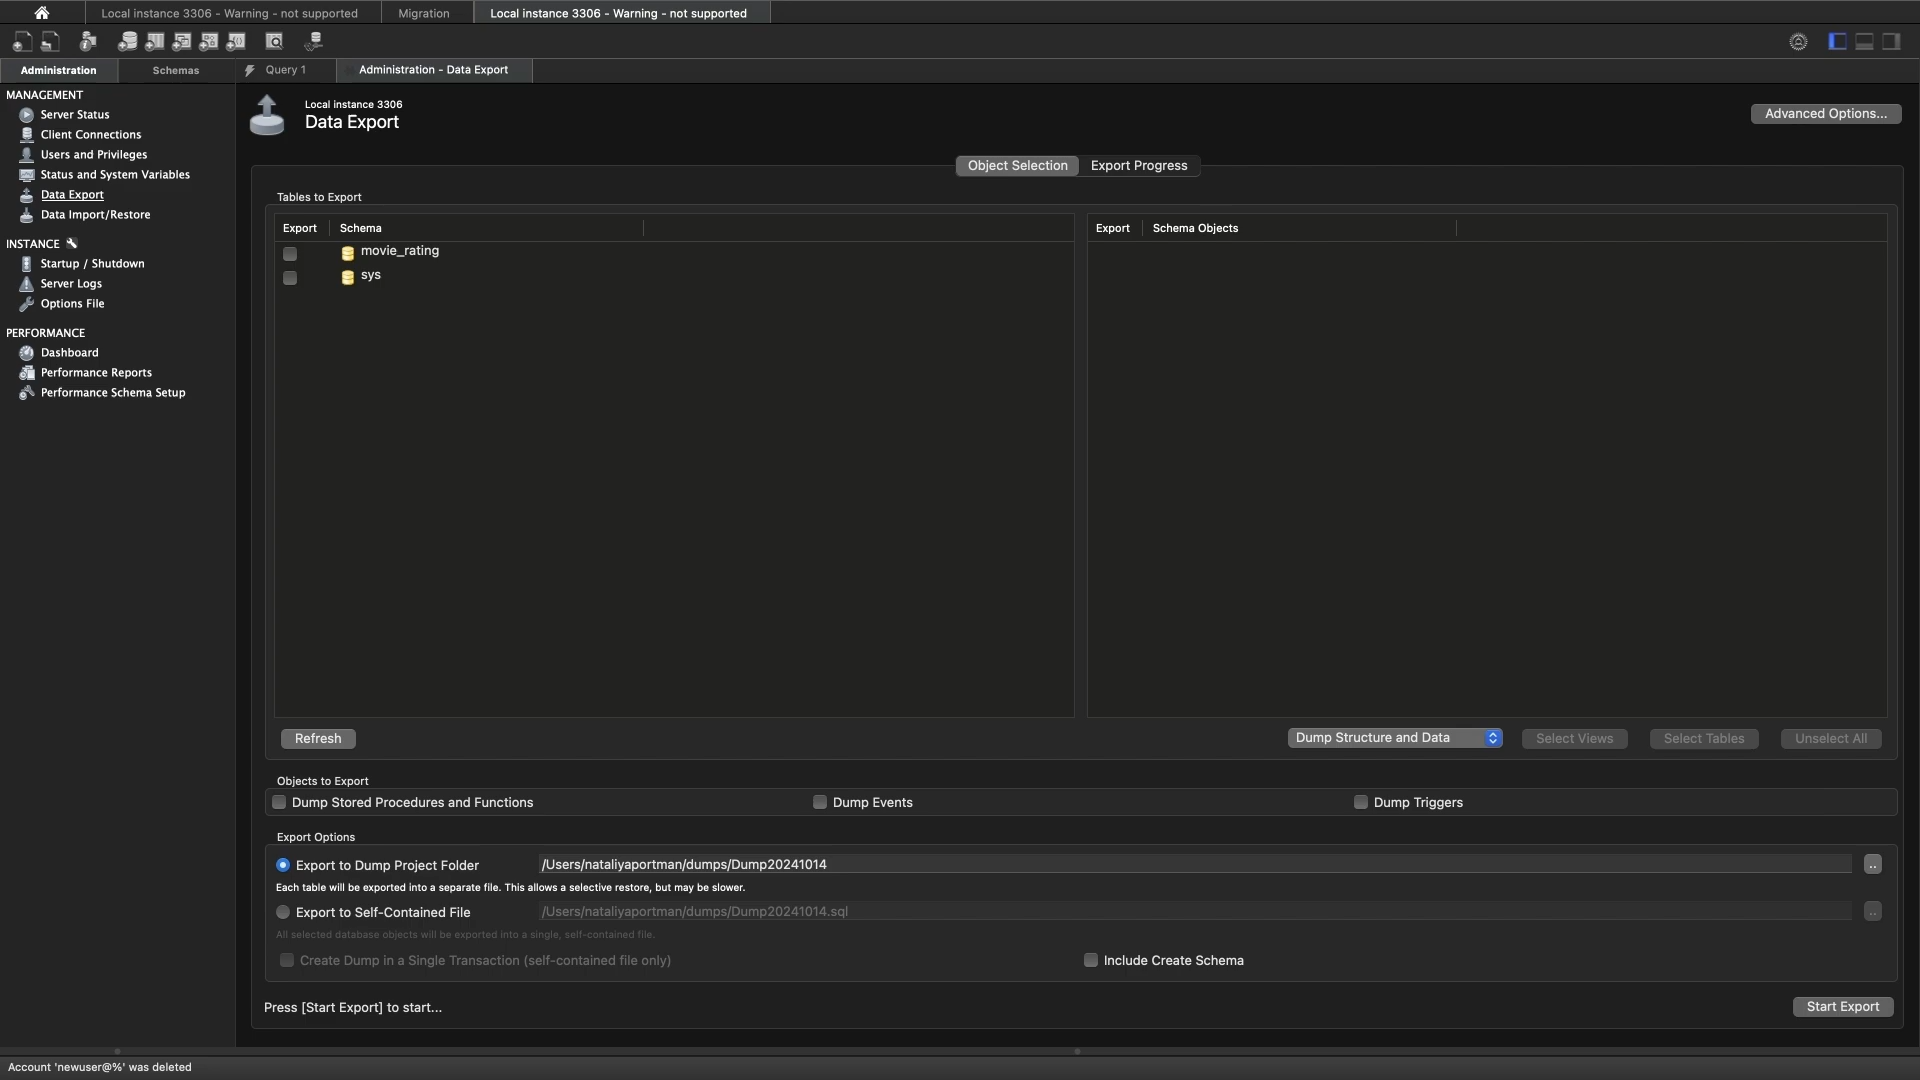 Local instance 3306 - Warning - not supported
Migration
Local instance 3306 - Warning - not supported
Administration
Schemas
Query 1
Administration - Data Export
MANAGEMENT
Server Status
Client Connections
Users and Privileges
Status and System Variables
Data Export
Data Import/Restore
INSTANCE
Startup / Shutdown
Server Logs
Options File
PERFORMANCE
Dashboard
Performance Reports
Performance Schema Setup
Local instance 3306
Data Export
Advanced Options...
Object Selection
Export Progress
Tables to Export
Export Schema
movie_rating
sys
Export Schema Objects
Refresh
Dump Structure and Data
Select Views
Select Tables
Unselect All
Objects to Export
Dump Stored Procedures and Functions
Dump Events
Dump Triggers
Export Options
Export to Dump Project Folder
/Users/nataliyaportman/dumps/Dump20241014
..
Each table will be exported into a separate file. This allows a selective restore, but may be slower.
Export to Self-Contained File
/Users/nataliyaportman/dumps/Dump20241014.sql
..
All selected database objects will be exported into a single, self-contained file.
Create Dump in a Single Transaction (self-contained file only)
Include Create Schema
Press [Start Export] to start...
Start Export
Account 'newuser@%' was deleted